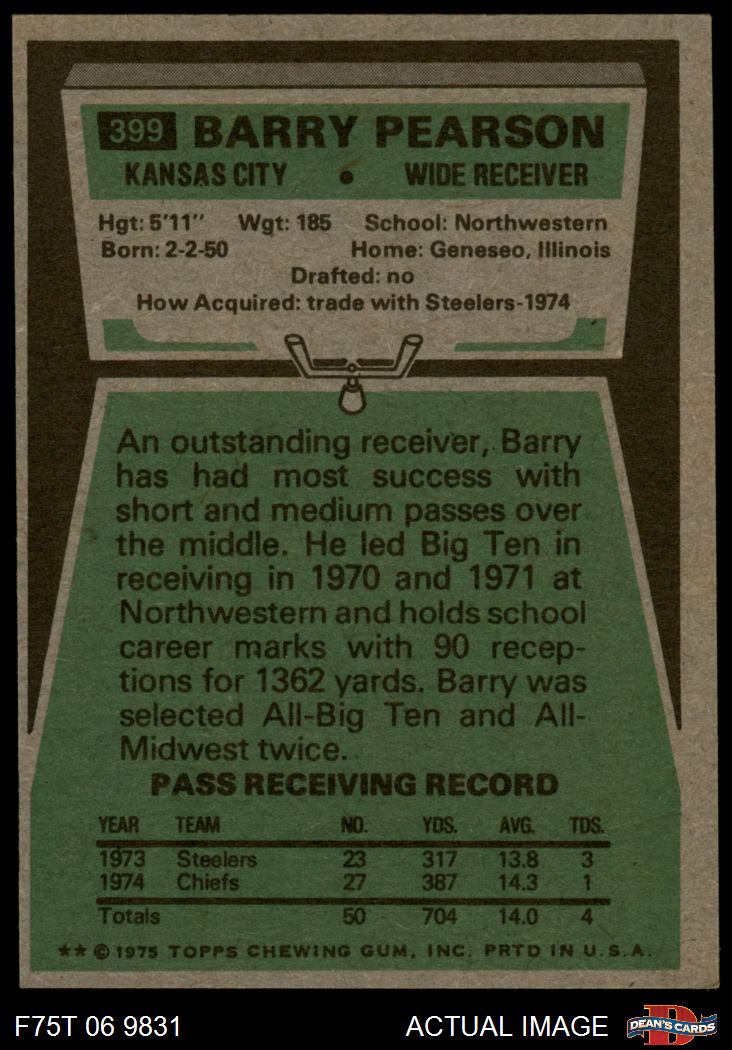 399 BARRY PEARSON
KANSAS CITY • WIDE RECEIVER
Hgt: 5'11" Wgt: 185 School: Northwestern
Born: 2-2-50 Home: Geneseo, Illinois
Drafted: no
How Acquired: trade with Steelers-1974
An outstanding receiver, Barry
has had most success with
short and medium passes over
the middle. He led Big Ten in
receiving in 1970 and 1971 at
Northwestern and holds school
career marks with 90 recep-
tions for 1362 yards. Barry was
selected All-Big Ten and All-
Midwest twice.
PASS RECEIVING RECORD
YEAR TEAM NO. YDS. AVG. TDS.
1973 Steelers 23 317 13.8 3
1974 Chiefs 27 387 14.3 1
Totals 50 704 14.0 4
** © 1975 TOPPS CHEWING GUM, INC. PRTD IN U.S.A.
F75T 06 9831 ACTUAL IMAGE D DEAN'S CARDS